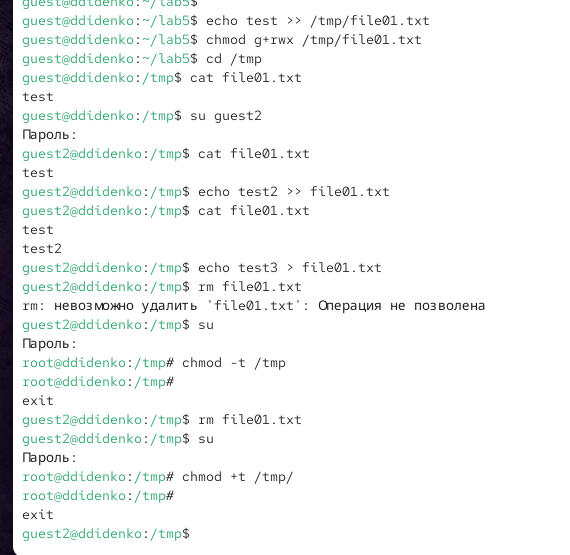 guest@ddidenko:~/lab5$
guest@ddidenko:~/lab5$ echo test >> /tmp/file01.txt
guest@ddidenko:~/lab5$ chmod g+rwx /tmp/file01.txt
guest@ddidenko:~/lab5$ cd /tmp
guest@ddidenko:/tmp$ cat file01.txt
test
guest@ddidenko:/tmp$ su guest2
Пароль:
guest2@ddidenko:/tmp$ cat file01.txt
test
guest2@ddidenko:/tmp$ echo test2 >> file01.txt
guest2@ddidenko:/tmp$ cat file01.txt
test
test2
guest2@ddidenko:/tmp$ echo test3 > file01.txt
guest2@ddidenko:/tmp$ rm file01.txt
rm: невозможно удалить 'file01.txt': Операция не позволена
guest2@ddidenko:/tmp$ su
Пароль:
root@ddidenko:/tmp# chmod -t /tmp
root@ddidenko:/tmp#
exit
guest2@ddidenko:/tmp$ rm file01.txt
guest2@ddidenko:/tmp$ su
Пароль:
root@ddidenko:/tmp# chmod +t /tmp/
root@ddidenko:/tmp#
exit
guest2@ddidenko:/tmp$